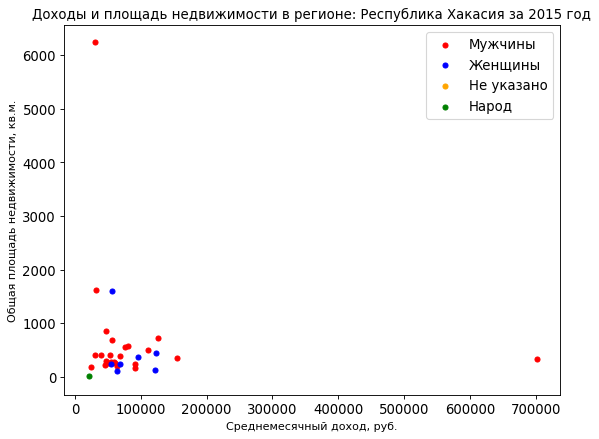 Доходы и площадь недвижимости в регионе: Республика Хакасия за 2015 год
Мужчины
Женщины
Не указано
Народ
Общая площадь недвижимости, кв.м.
6000
5000
4000
3000
2000
1000
0
0 100000 200000 300000 400000 500000 600000 700000
Среднемесячный доход, руб.